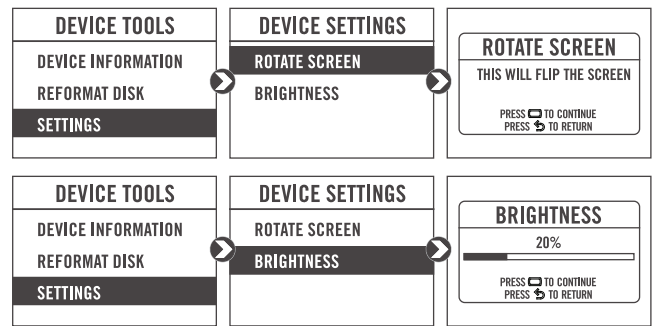 DEVICE TOOLS
DEVICE INFORMATION
REFORMAT DISK
SETTINGS
DEVICE SETTINGS
ROTATE SCREEN
BRIGHTNESS
ROTATE SCREEN
THIS WILL FLIP THE SCREEN
PRESS TO CONTINUE
PRESS TO RETURN
DEVICE TOOLS
DEVICE INFORMATION
REFORMAT DISK
SETTINGS
DEVICE SETTINGS
ROTATE SCREEN
BRIGHTNESS
BRIGHTNESS
20%
PRESS TO CONTINUE
PRESS TO RETURN